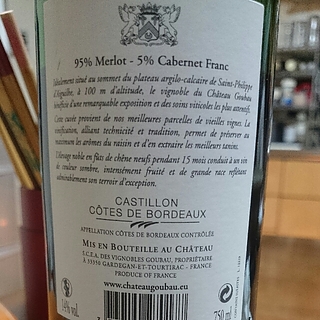 95% Merlot - 5% Cabernet Franc
Idéalement situé au sommet du plateau argilo-calcaire de Saint-Philippe
d'Aiguilhe, à 100 m d'altitude, le vignoble du Château Goubau
bénéficie d'une remarquable exposition et des soins viticoles les plus attentifs.
Cette cuvée provient de nos meilleures parcelles de vieilles vignes. La
vinification, alliant technicité et tradition, permet de préserver au
maximum les arômes du raisin et d'en extraire les meilleurs tanins.
L'élevage noble en fûts de chêne neufs pendant 15 mois conduit à un vin
de couleur sombre, intensément fruité et de grande race reflétant
admirablement son terroir d'exception.
CASTILLON
CÔTES DE BORDEAUX
APPELLATION CÔTES DE BORDEAUX CONTRÔLÉE
MIS EN BOUTEILLE AU CHÂTEAU
S.C.E.A. DES VIGNOBLES GOUBAU, PROPRIÉTAIRE
À 33350 GARDEGAN-ET-TOURTIRAC - FRANCE
PRODUCE OF FRANCE
www.chateaugoubau.eu
% vol.
750 ml